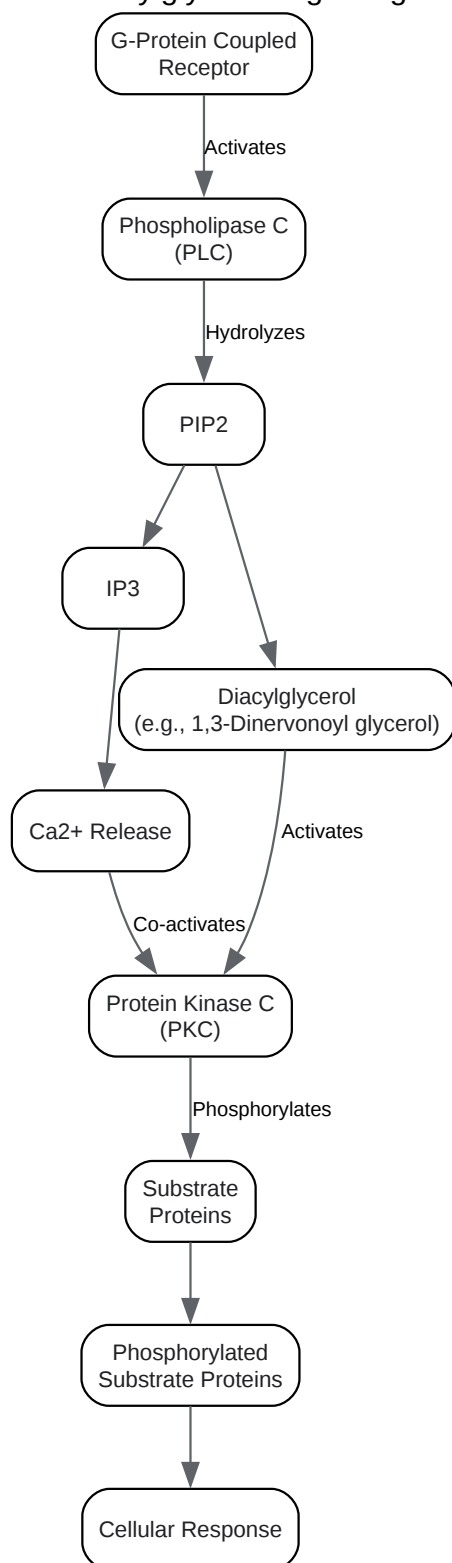 G-Protein Coupled
Receptor
Activates
Phospholipase C
(PLC)
Hydrolyzes
PIP2
IP3
Diacylglycerol
(e.g., 1,3-Dinervonoyl glycerol)
Ca2+ Release
Activates
Co-activates
Protein Kinase C
(PKC)
Phosphorylates
Substrate
Proteins
Phosphorylated
Substrate Proteins
Cellular Response